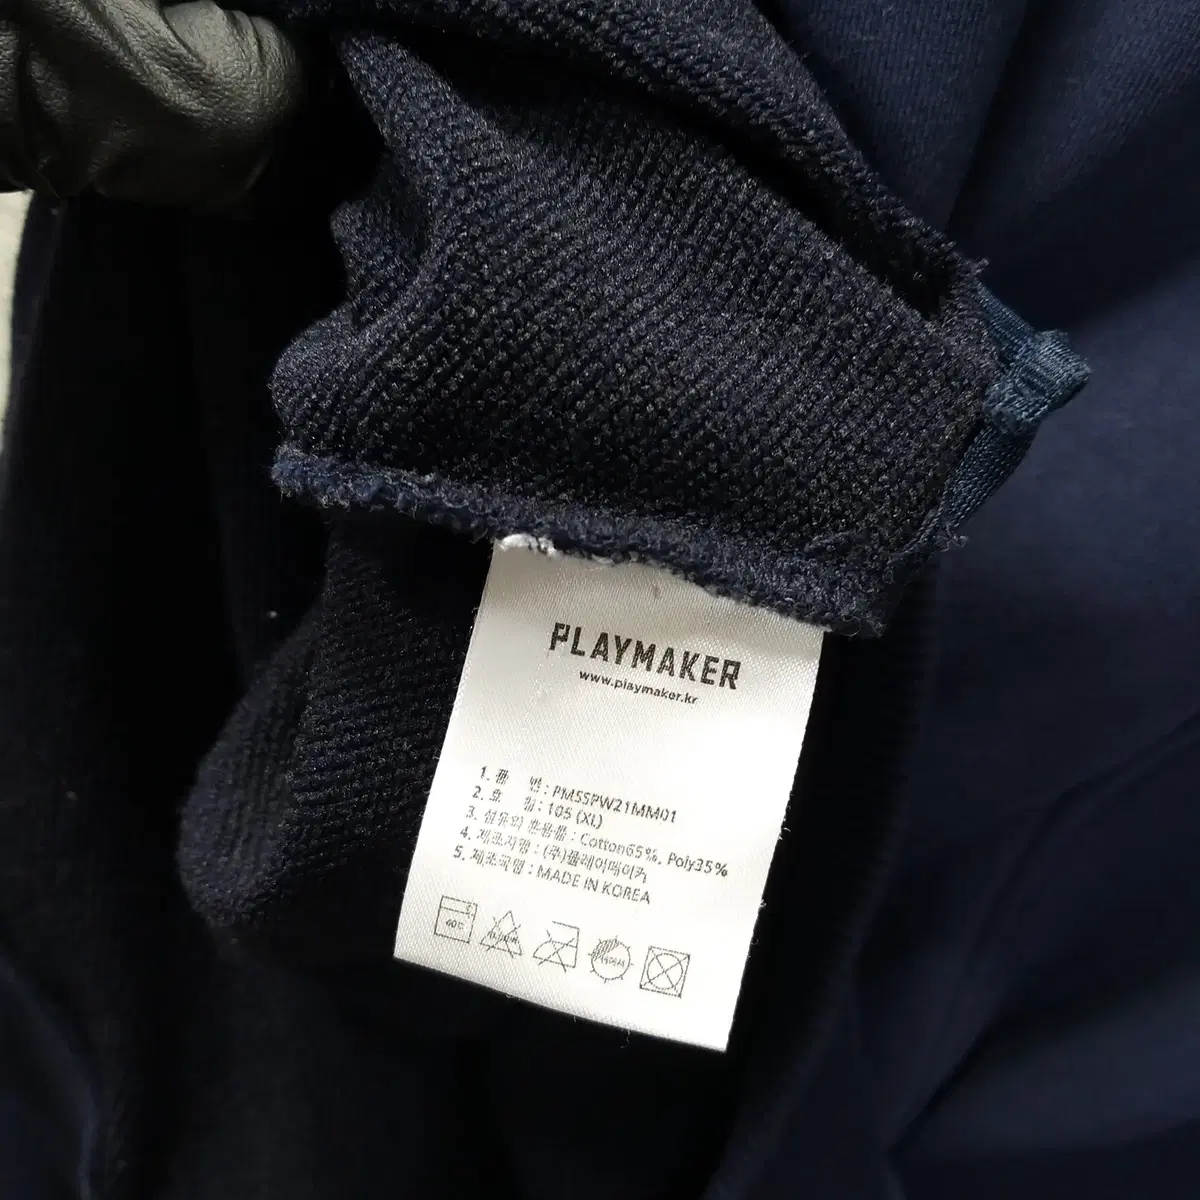 PLAYMAKER
www.playmaker.kr
1. 품 번 : PMSSPW21MM01
2. 호 칭 : 105 (XL)
3. 섬유의 혼용률 : Cotton65%, Poly35%
4. 제조자명 : (주)플레이메이커
5. 제조국명 : MADE IN KOREA
40℃